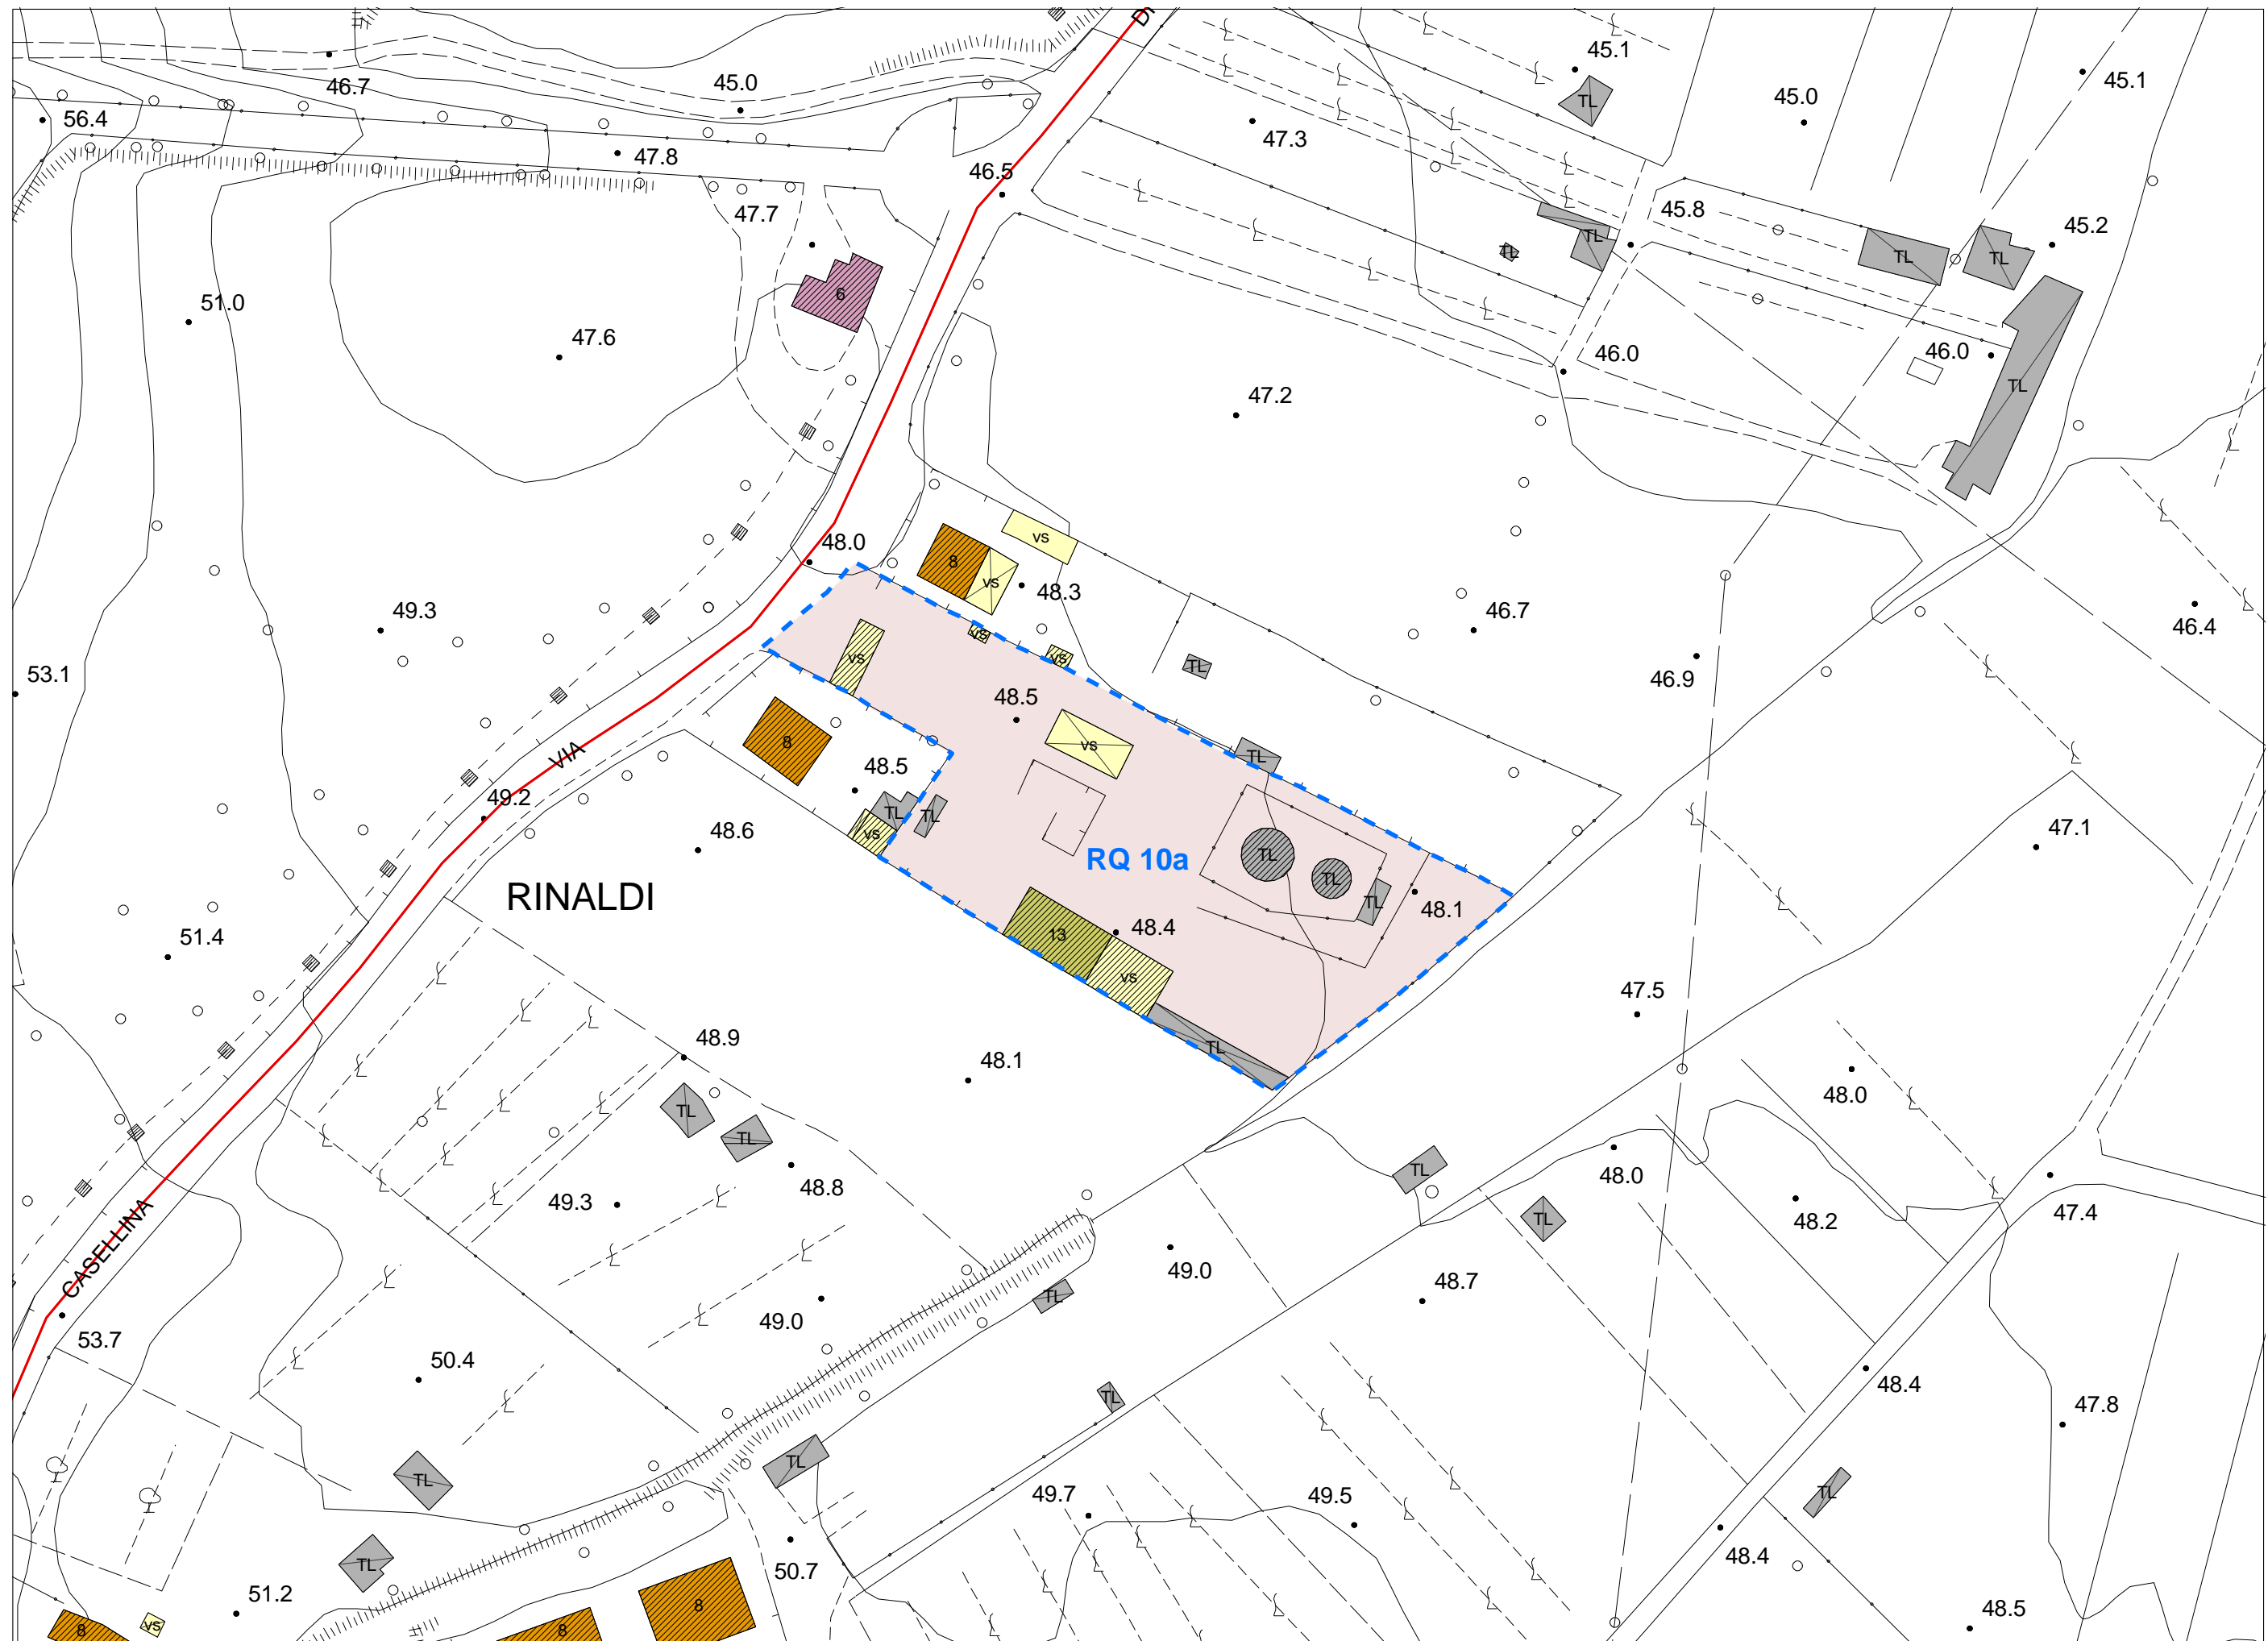 DI
46.7
45.0
45.1
45.0
45.1
56.4
47.8
47.3
TL
46.5
47.7
45.8
45.2
TL
TL
TL
TL
6
51.0
47.6
46.0
46.0
TL
47.2
48.0
vs
8
vs
48.3
49.3
46.7
46.4
vs
vs
vs
TL
46.9
53.1
48.5
8
VIA
vs
48.5
TL
49.2
TL
TL
vs
48.6
47.1
RQ 10a
TL
TL
TL
RINALDI
48.1
51.4
13
48.4
vs
47.5
48.9
TL
48.1
48.0
TL
TL
48.0
TL
48.8
49.3
CASELLINA
TL
48.2
47.4
49.0
48.7
TL
49.0
53.7
50.4
48.4
TL
47.8
TL
TL
49.7
49.5
TL
TL
50.7
48.4
51.2
8
48.5
8
vs
8